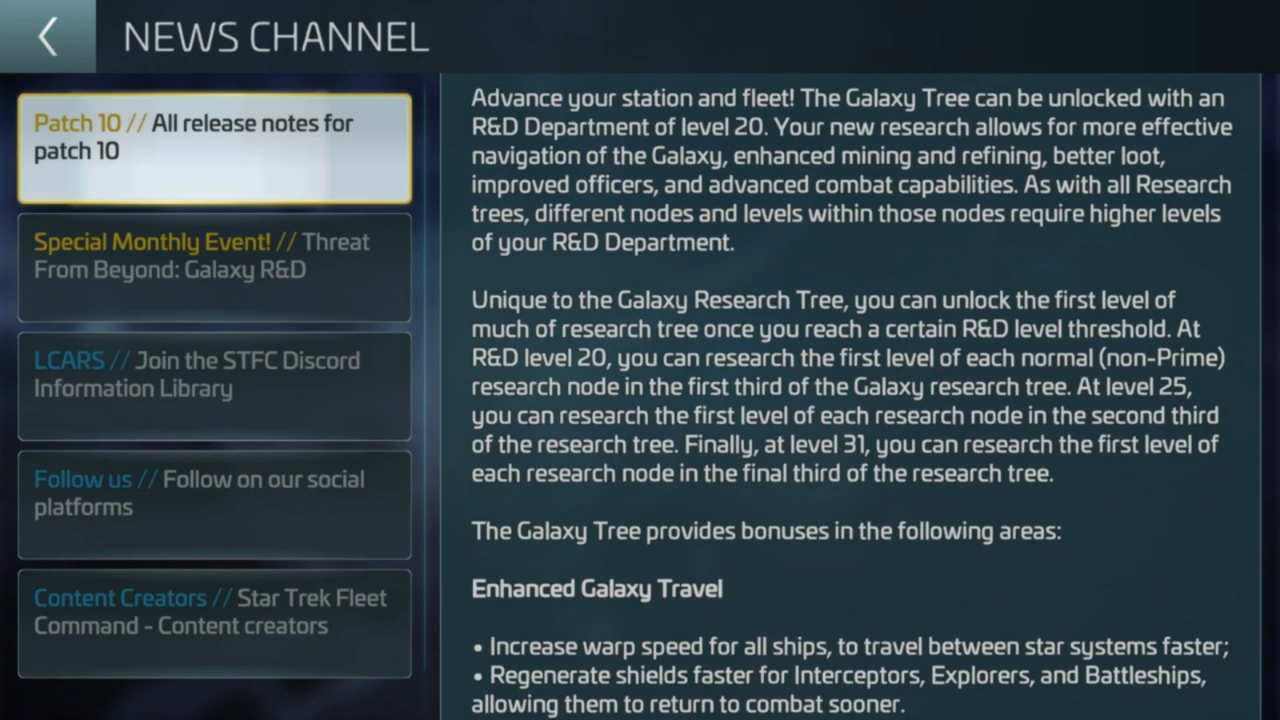 NEWS CHANNEL
Patch 10 // All release notes for
patch 10
Special Monthly Event! // Threat
From Beyond: Galaxy R&D
LCARS // Join the STFC Discord
Information Library
Follow us // Follow on our social
platforms
Content Creators // Star Trek Fleet
Command - Content creators
Advance your station and fleet! The Galaxy Tree can be unlocked with an
R&D Department of level 20. Your new research allows for more effective
navigation of the Galaxy, enhanced mining and refining, better loot,
improved officers, and advanced combat capabilities. As with all Research
trees, different nodes and levels within those nodes require higher levels
of your R&D Department.
Unique to the Galaxy Research Tree, you can unlock the first level of
much of research tree once you reach a certain R&D level threshold. At
R&D level 20, you can research the first level of each normal (non-Prime)
research node in the first third of the Galaxy research tree. At level 25,
you can research the first level of each research node in the second third
of the research tree. Finally, at level 31, you can research the first level of
each research node in the final third of the research tree.
The Galaxy Tree provides bonuses in the following areas:
Enhanced Galaxy Travel
• Increase warp speed for all ships, to travel between star systems faster;
• Regenerate shields faster for Interceptors, Explorers, and Battleships,
allowing them to return to combat sooner.